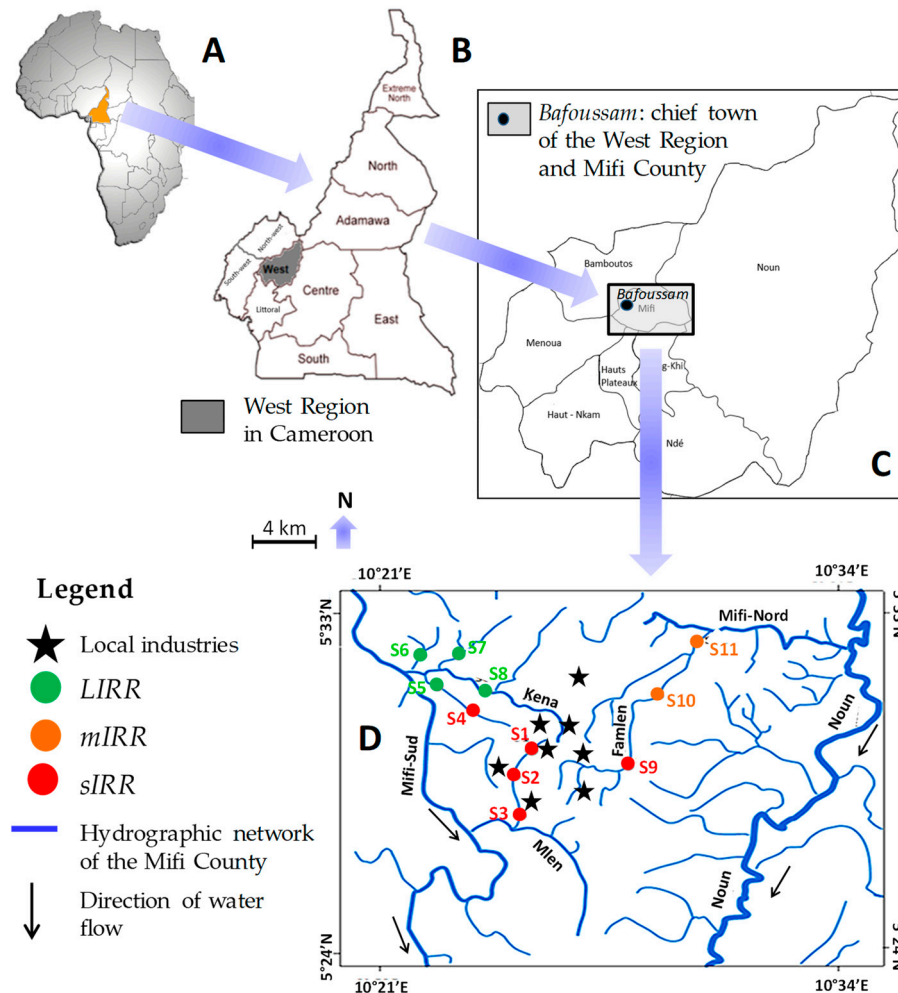 A
B
Extreme
North
North
Adamawa
North-west
South-west
West
Centre
Littoral
East
South
West Region
in Cameroon
Bafoussam: chief town
of the West Region
and Mifi County
Noun
Bamboutos
Bafoussam
Mifi
Menoua
Hauts
Plateaux
g-Khi
Haut - Nkam
Ndé
C
N
4 km
Legend
Local industries
LIRR
mIRR
sIRR
Hydrographic network
of the Mifi County
Direction of water
flow
10°21'E
10°34'E
5°33'N
Mifi-Nord
S6
S7
S11
S5
S8
Kena
S10
S4
Famlen
Noun
D
S1
Mifi-Sud
S2
S9
S3
Mlen
Noun
5°24'N
10°21'E
10°34'E